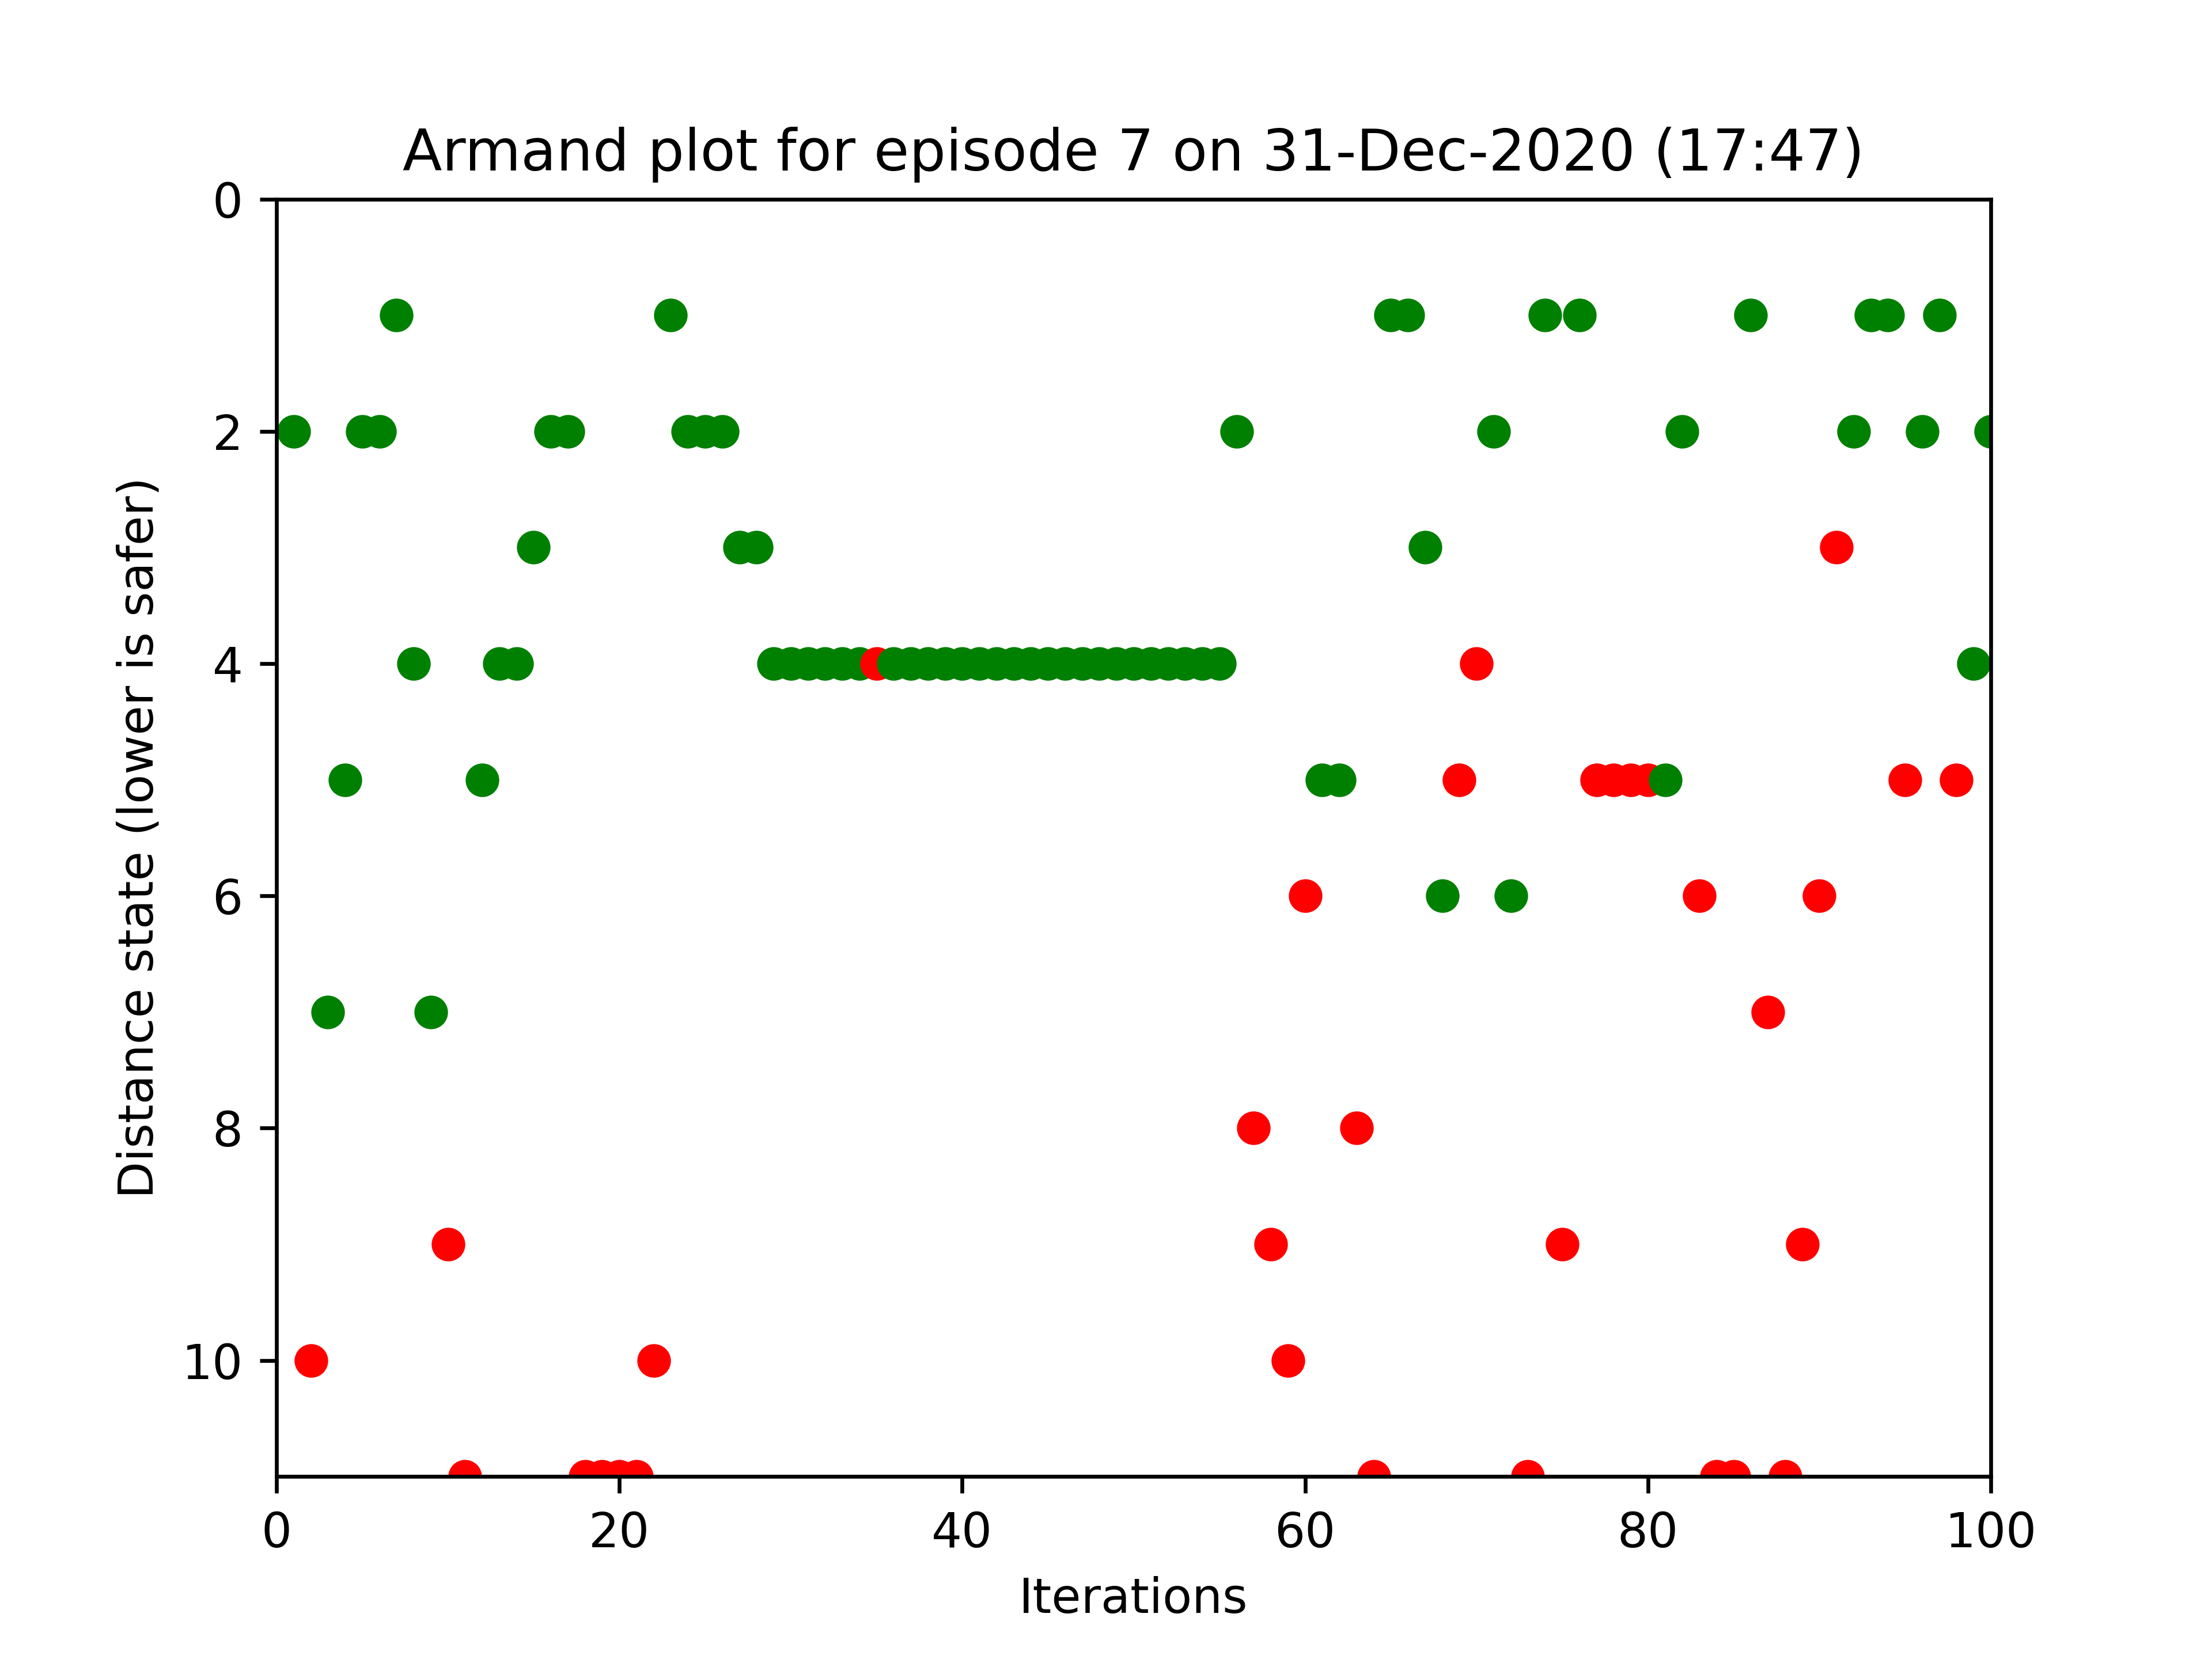 Armand plot for episode 7 on 31-Dec-2020 (17:47)
0
2
4
6
8
10
Distance state (lower is safer)
0 20 40 60 80 100
Iterations